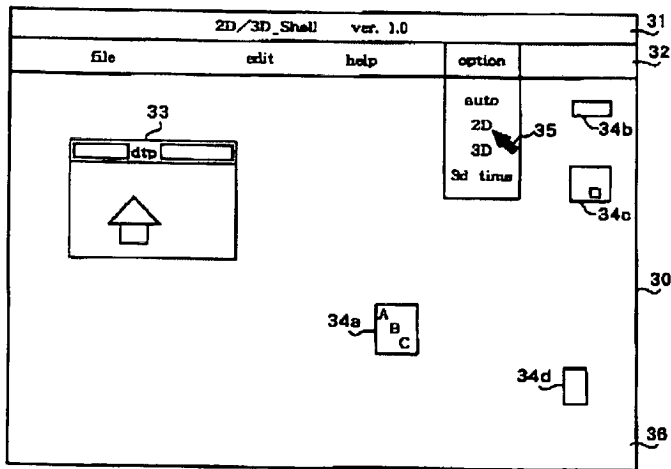 2D/3D_Shell ver. 1.0
31
file edit help option
32
auto
2D
3D
3d time
35
34b
34c
33
dtp
30
34a
A
B
C
34d
36